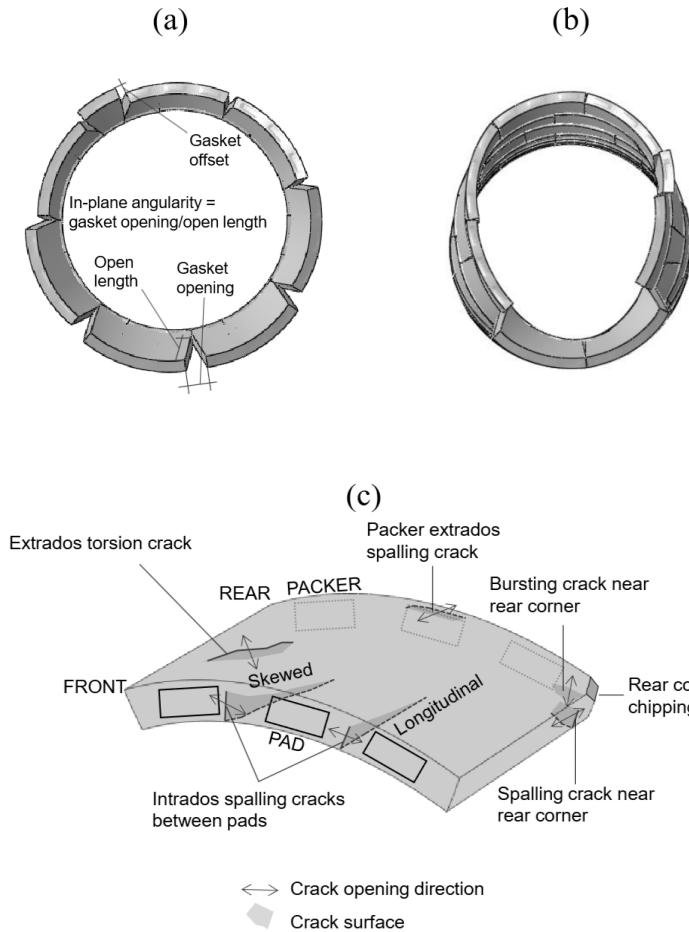 (a)
(b)
Gasket
offset
In-plane angularity =
gasket opening/open length
Open
length
Gasket
opening
(c)
Extrados torsion crack
Packer extrados
spalling crack
REAR
PACKER
Bursting crack near
rear corner
FRONT
Skewed
Longitudinal
Rear
chipping
PAD
Intrados spalling cracks
between pads
Spalling crack near
rear corner
Crack opening direction
Crack surface